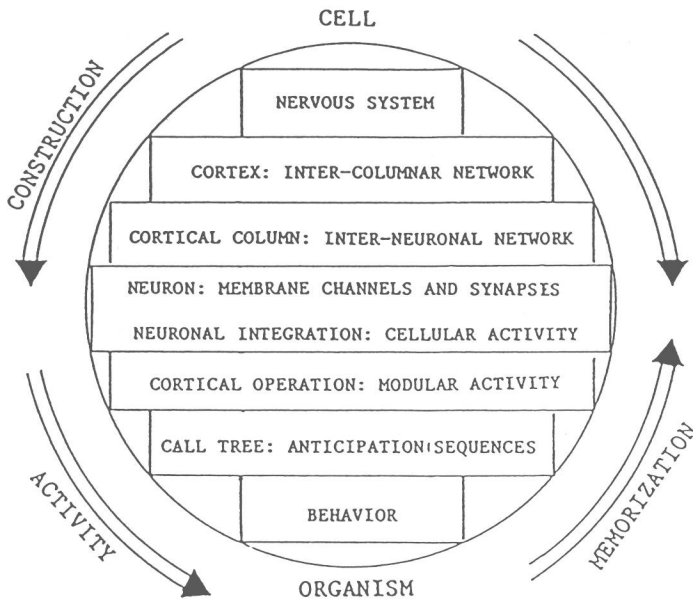 CELL
CONSTRUCTION
NERVOUS SYSTEM
CORTEX: INTER-COLUMNAR NETWORK
CORTICAL COLUMN: INTER-NEURONAL NETWORK
NEURON: MEMBRANE CHANNELS AND SYNAPSIS
NEURONAL INTEGRATION: CELLULAR ACTIVITY
CORTICAL OPERATION: MODULAR ACTIVITY
CALL TREE: ANTICIPATION SEQUENCES
BEHAVIOR
ACTIVITY
MEMORIZATION
ORGANISM